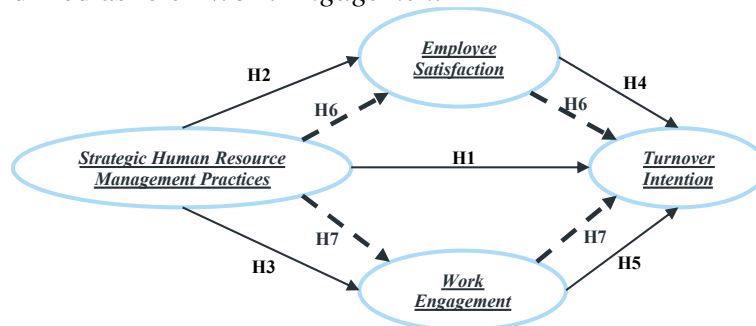 Employee
Satisfaction
H2
H4
H6
H6
Strategic Human Resource
Management Practices
H1
Turnover
Intention
H7
H7
H3
H5
Work
Engagement